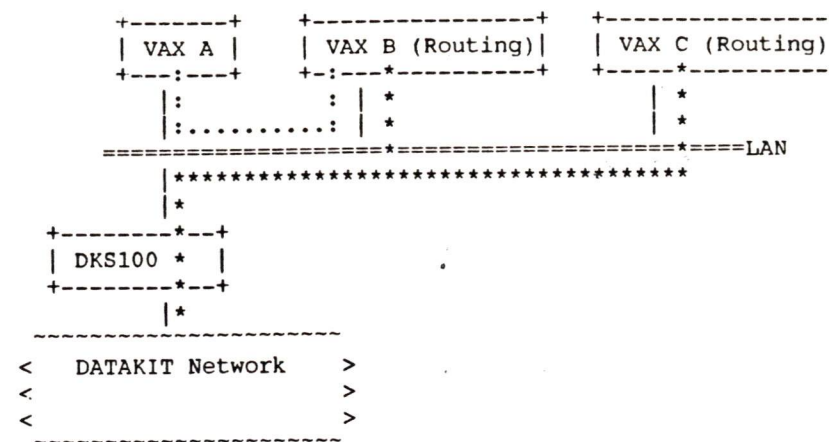 VAX A VAX B (Routing) VAX C (Routing)
LAN
DKS100
DATAKIT Network